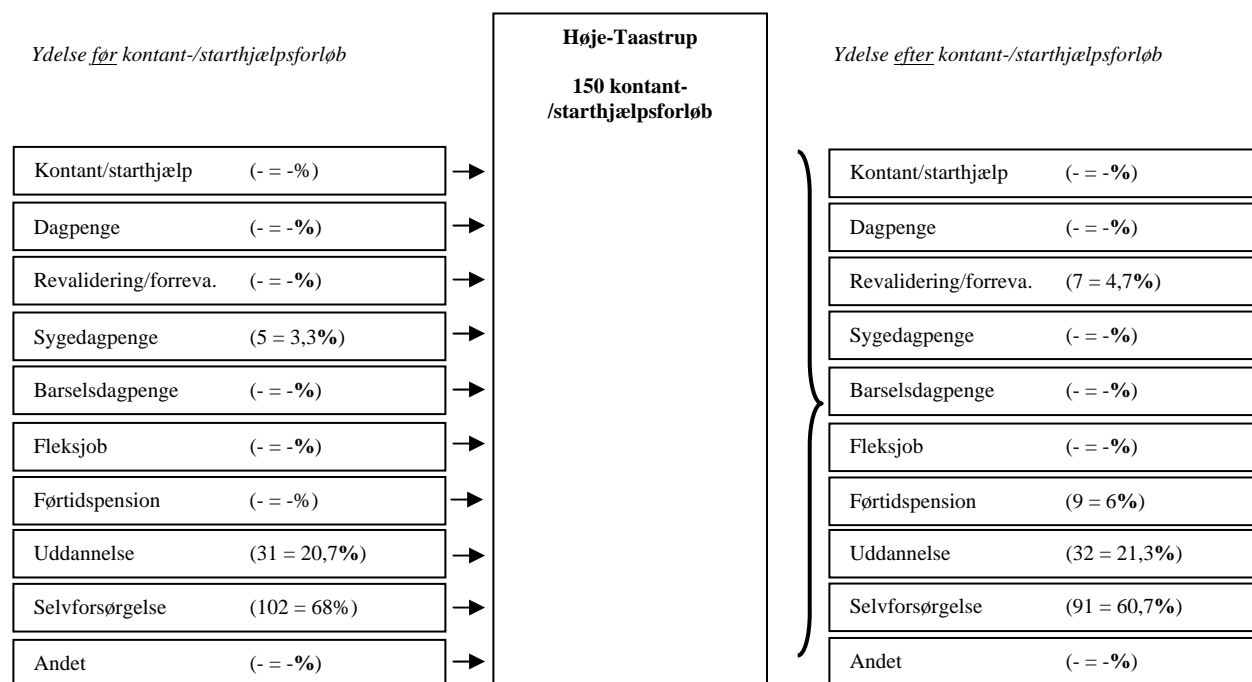 Ydelse før kontant-/starthjælpsforløb
Høje-Taastrup
150 kontant-
/starthjælpsforløb
Ydelse efter kontant-/starthjælpsforløb
Kontant/starthjælp (- = -%)
Dagpenge (- = -%)
Revalidering/forreva. (- = -%)
Sygedagpenge (5 = 3,3%)
Barselsdagpenge (- = -%)
Fleksjob (- = -%)
Førtidspension (- = -%)
Uddannelse (31 = 20,7%)
Selvforsørgelse (102 = 68%)
Andet (- = -%)
Kontant/starthjælp (- = -%)
Dagpenge (- = -%)
Revalidering/forreva. (7 = 4,7%)
Sygedagpenge (- = -%)
Barselsdagpenge (- = -%)
Fleksjob (- = -%)
Førtidspension (9 = 6%)
Uddannelse (32 = 21,3%)
Selvforsørgelse (91 = 60,7%)
Andet (- = -%)